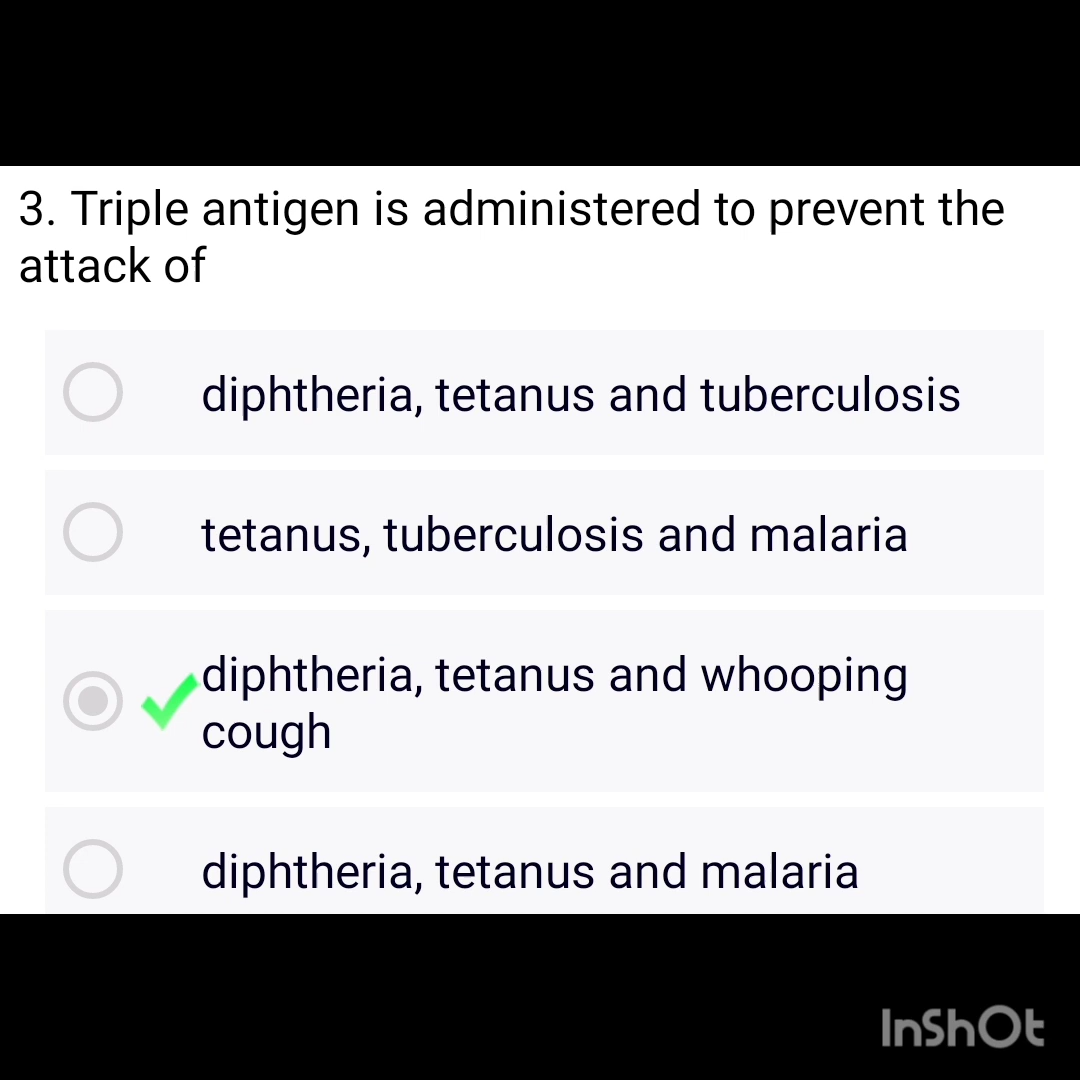 3. Triple antigen is administered to prevent the
attack of
diphtheria, tetanus and tuberculosis
tetanus, tuberculosis and malaria
diphtheria, tetanus and whooping
cough
diphtheria, tetanus and malaria
InShOt